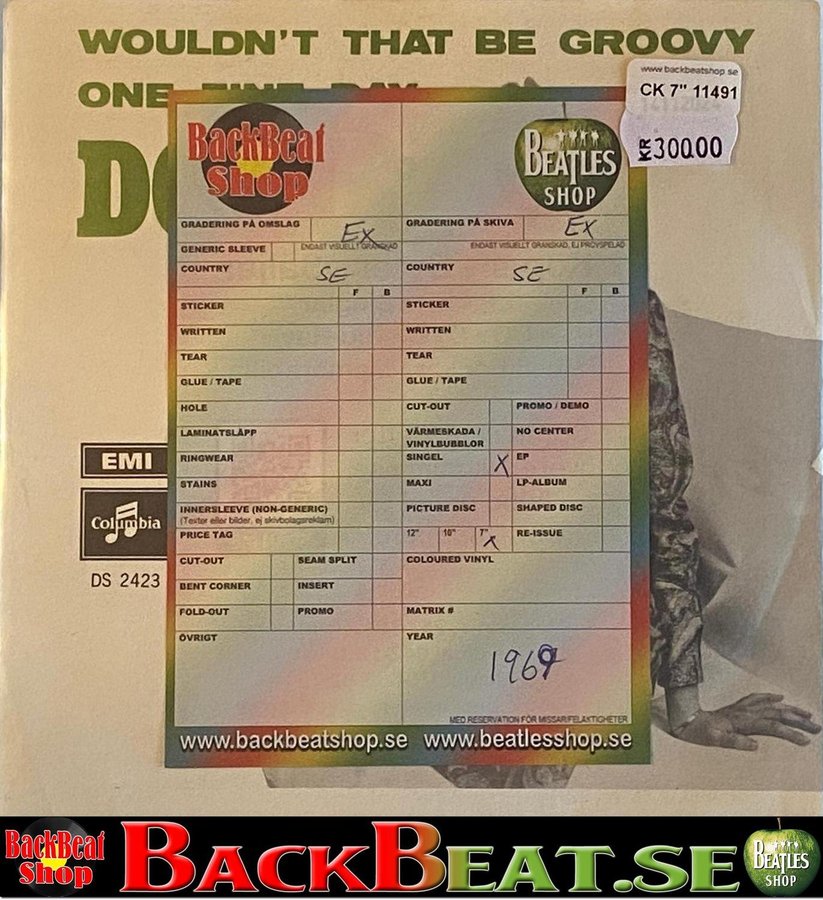 WOULDN'T THAT BE GROOVY
ONE FINE DAY
www.backbeatshop.se
CK 7" 11491
KR 300.00
BackBeat Shop
BEATLES SHOP
GRADERING PÅ OMSLAG Ex
GRADERING PÅ SKIVA Ex
GENERIC SLEEVE
ENDAST VISUELLT GRANSKAD
ENDAST VISUELLT GRANSKAD, EJ PROVSPELAD
COUNTRY SE
COUNTRY SE
F B
F B
STICKER
STICKER
WRITTEN
WRITTEN
TEAR
TEAR
GLUE / TAPE
GLUE / TAPE
HOLE
CUT-OUT
PROMO / DEMO
LAMINATSLÄPP
VÄRMESKADA / VINYLBUBBLOR
NO CENTER
RINGWEAR
SINGEL X
EP
STAINS
MAXI
LP-ALBUM
INNERSLEEVE (NON-GENERIC)
(Texter eller bilder, ej skivbolagsreklam)
PICTURE DISC
SHAPED DISC
PRICE TAG
12" 10" 7" x
RE-ISSUE
CUT-OUT
SEAM SPLIT
COLOURED VINYL
BENT CORNER
INSERT
FOLD-OUT
PROMO
MATRIX #
ÖVRIGT
YEAR
1969
MED RESERVATION FÖR MISSAR/FELAKTIGHETER
www.backbeatshop.se www.beatlesshop.se
EMI
Columbia
DS 2423
BackBeat Shop
BACKBEAT.SE
BEATLES SHOP